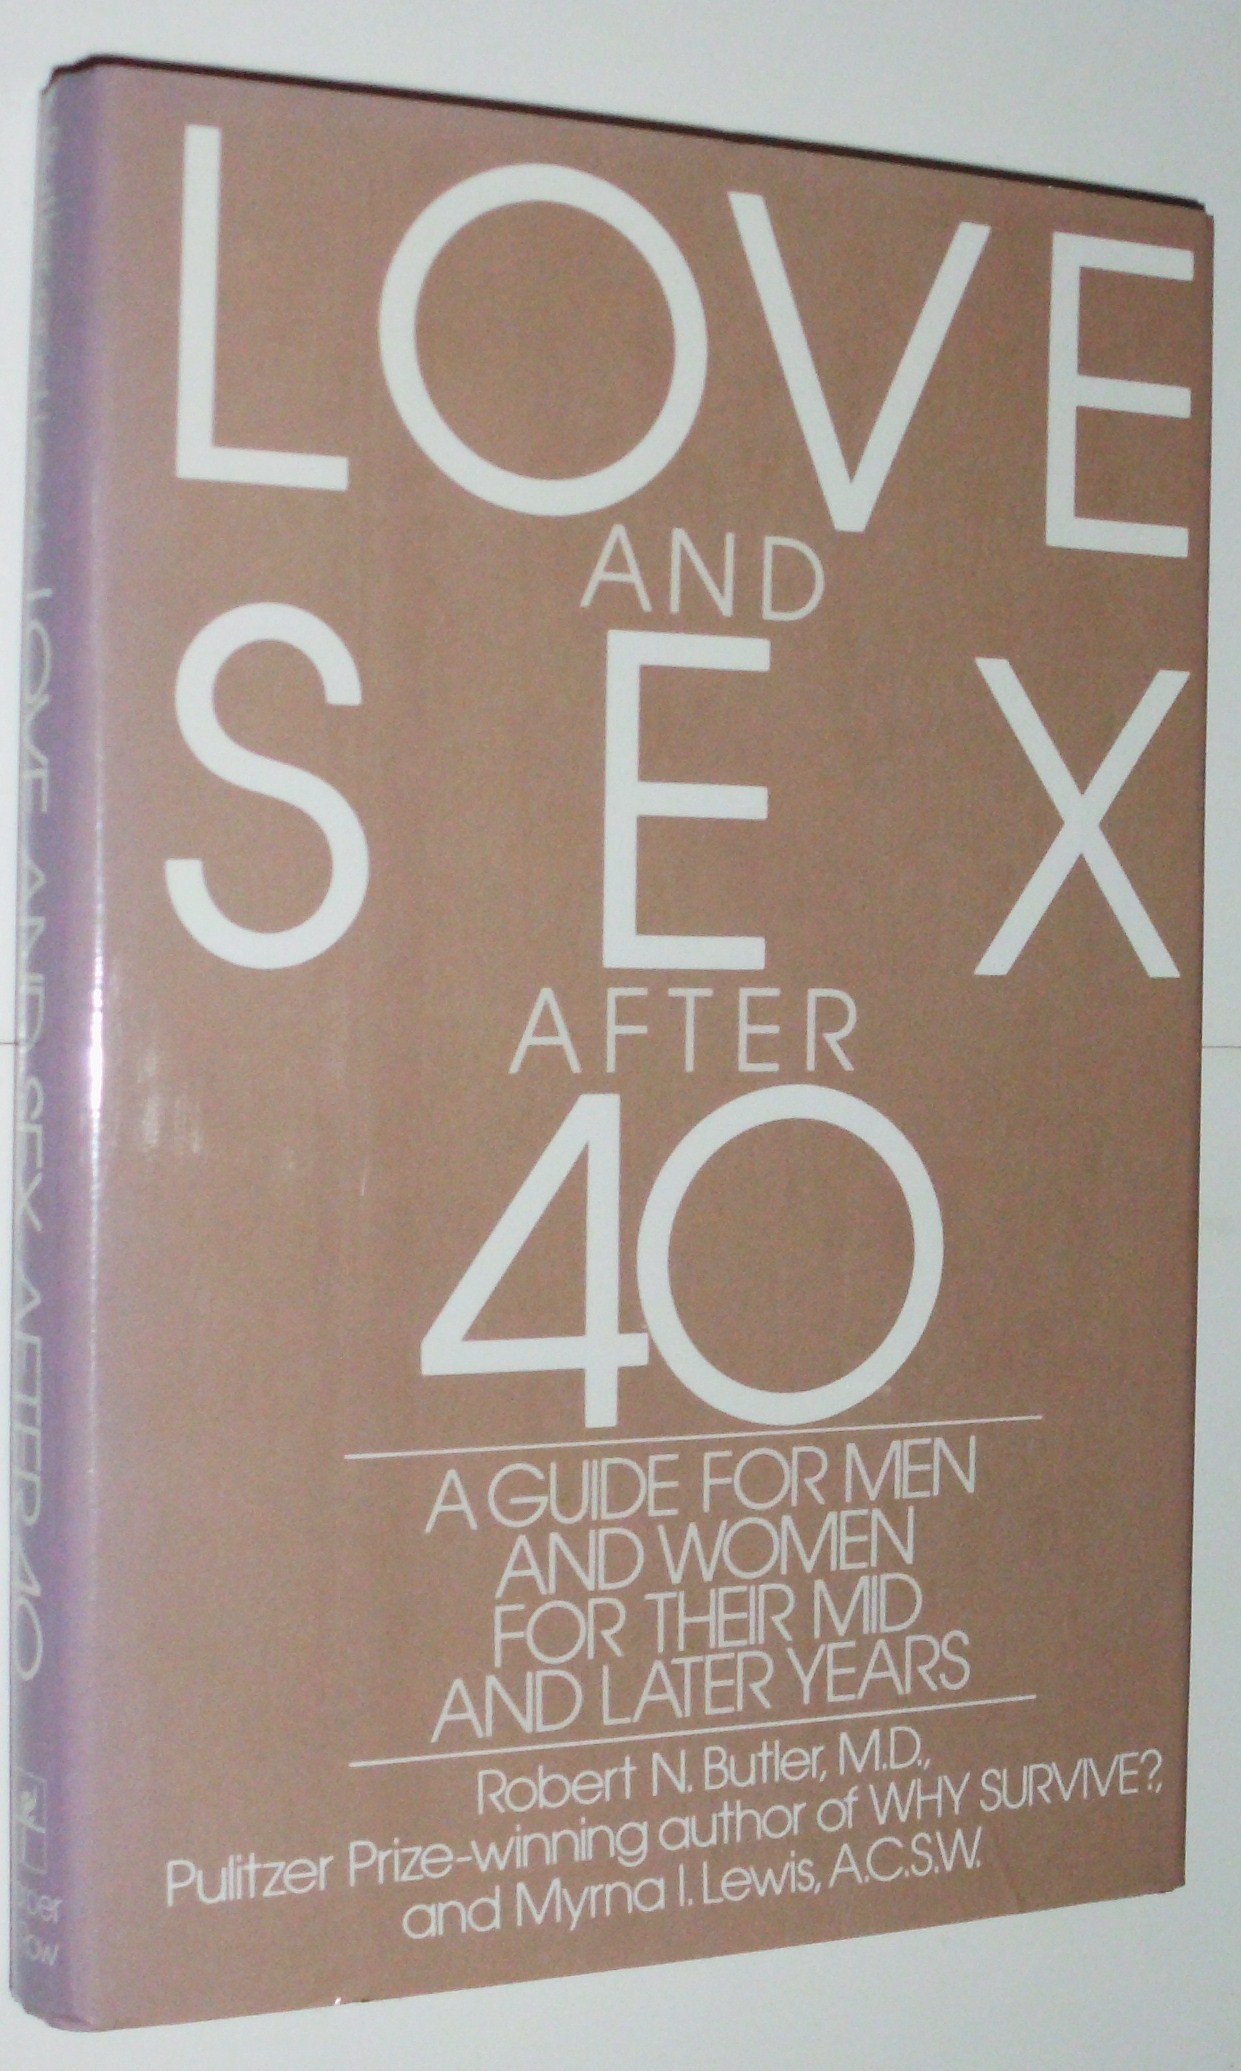 LOVE
AND
SEX
AFTER
40
A GUIDE FOR MEN
AND WOMEN
FOR THEIR MID
AND LATER YEARS
Robert N. Butler, M.D.,
Pulitzer Prize-winning author of WHY SURVIVE?,
and Myrna I. Lewis, A.C.S.W.
LOVE AND SEX AFTER 40